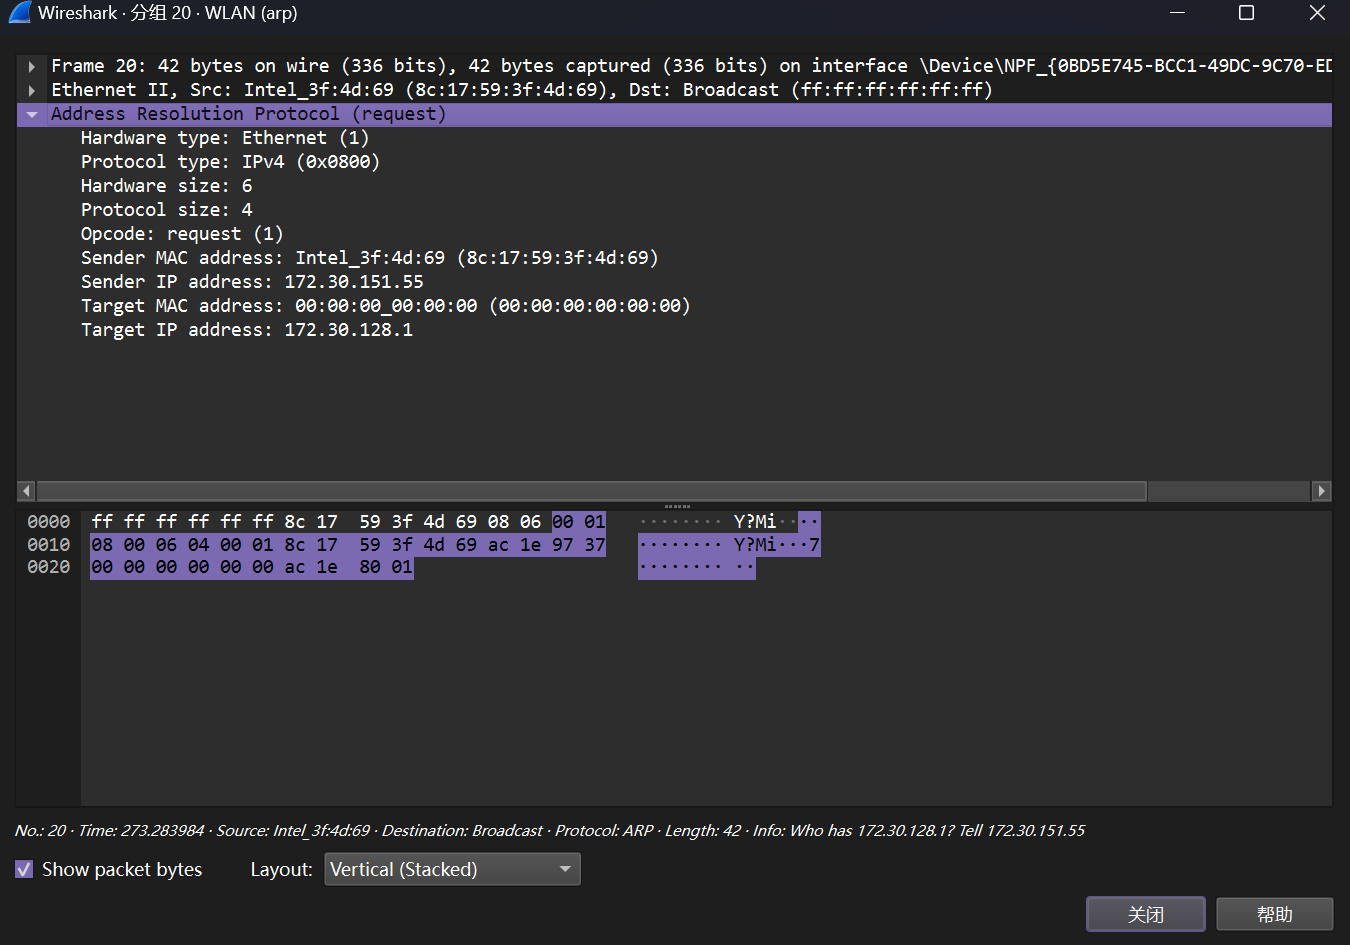 Wireshark · 分组 20 · WLAN (arp)
Frame 20: 42 bytes on wire (336 bits), 42 bytes captured (336 bits) on interface \Device\NPF_{0BD5E745-BCC1-49DC-9C70-ED
Ethernet II, Src: Intel_3f:4d:69 (8c:17:59:3f:4d:69), Dst: Broadcast (ff:ff:ff:ff:ff:ff)
Address Resolution Protocol (request)
Hardware type: Ethernet (1)
Protocol type: IPv4 (0x0800)
Hardware size: 6
Protocol size: 4
Opcode: request (1)
Sender MAC address: Intel_3f:4d:69 (8c:17:59:3f:4d:69)
Sender IP address: 172.30.151.55
Target MAC address: 00:00:00_00:00:00 (00:00:00:00:00:00)
Target IP address: 172.30.128.1
0000 ff ff ff ff ff ff 8c 17 59 3f 4d 69 08 06 00 01 ········ Y?Mi····
0010 08 00 06 04 00 01 8c 17 59 3f 4d 69 ac 1e 97 37 ········ Y?Mi···7
0020 00 00 00 00 00 00 ac 1e 80 01 ········ ··
No.: 20 · Time: 273.283984 · Source: Intel_3f:4d:69 · Destination: Broadcast · Protocol: ARP · Length: 42 · Info: Who has 172.30.128.1? Tell 172.30.151.55
Show packet bytes Layout: Vertical (Stacked)
关闭 帮助